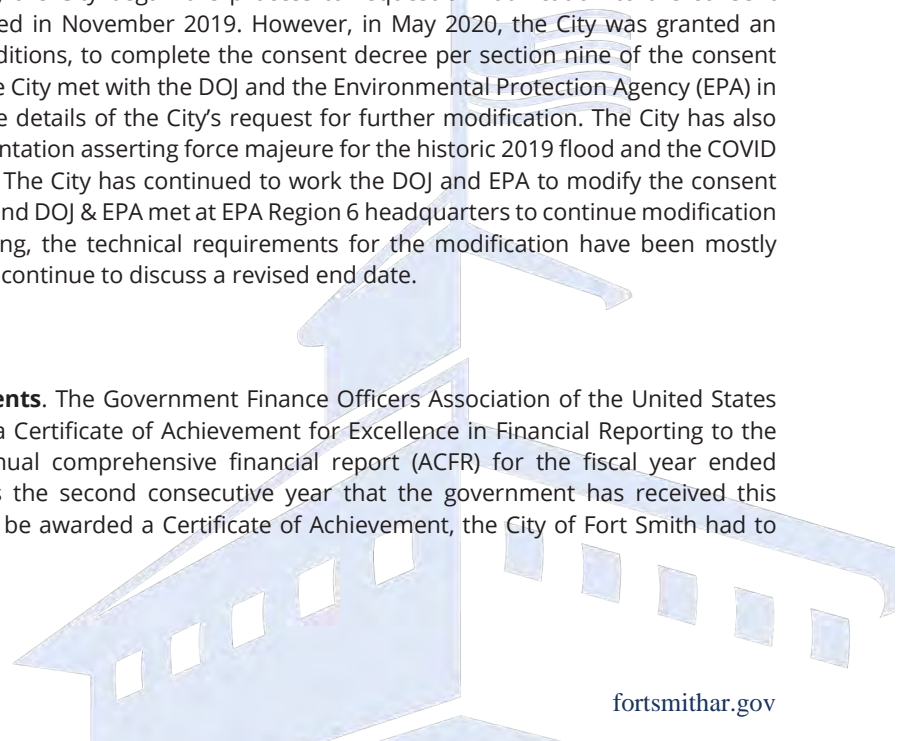 ed in November 2019. However, in May 2020, the City was granted an
ditions, to complete the consent decree per section nine of the consent
e City met with the DOJ and the Environmental Protection Agency (EPA) in
e details of the City's request for further modification. The City has also
ntation asserting force majeure for the historic 2019 flood and the COVID
The City has continued to work the DOJ and EPA to modify the consent
nd DOJ & EPA met at EPA Region 6 headquarters to continue modification
ng, the technical requirements for the modification have been mostly
continue to discuss a revised end date.
ents. The Government Finance Officers Association of the United States
a Certificate of Achievement for Excellence in Financial Reporting to the
nual comprehensive financial report (ACFR) for the fiscal year ended
s the second consecutive year that the government has received this
be awarded a Certificate of Achievement, the City of Fort Smith had to
fortsmithar.gov